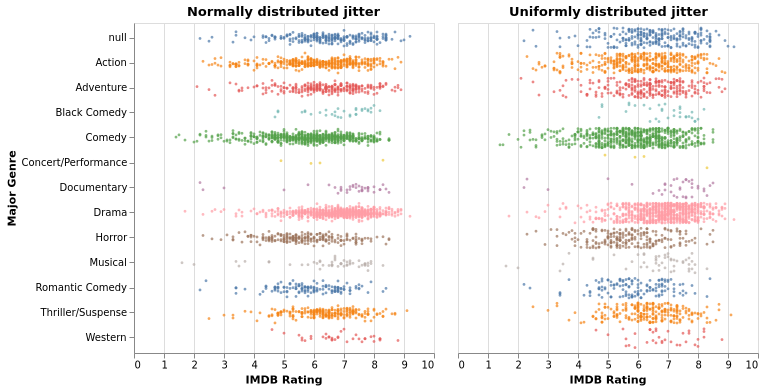 Normally distributed jitter
Uniformly distributed jitter
Major Genre
null
Action
Adventure
Black Comedy
Comedy
Concert/Performance
Documentary
Drama
Horror
Musical
Romantic Comedy
Thriller/Suspense
Western
0 1 2 3 4 5 6 7 8 9 10
0 1 2 3 4 5 6 7 8 9 10
IMDB Rating
IMDB Rating